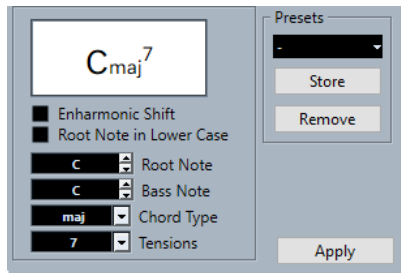 Cmaj7
Enharmonic Shift
Root Note in Lower Case
C Root Note
C Bass Note
maj Chord Type
7 Tensions
Presets
-
Store
Remove
Apply